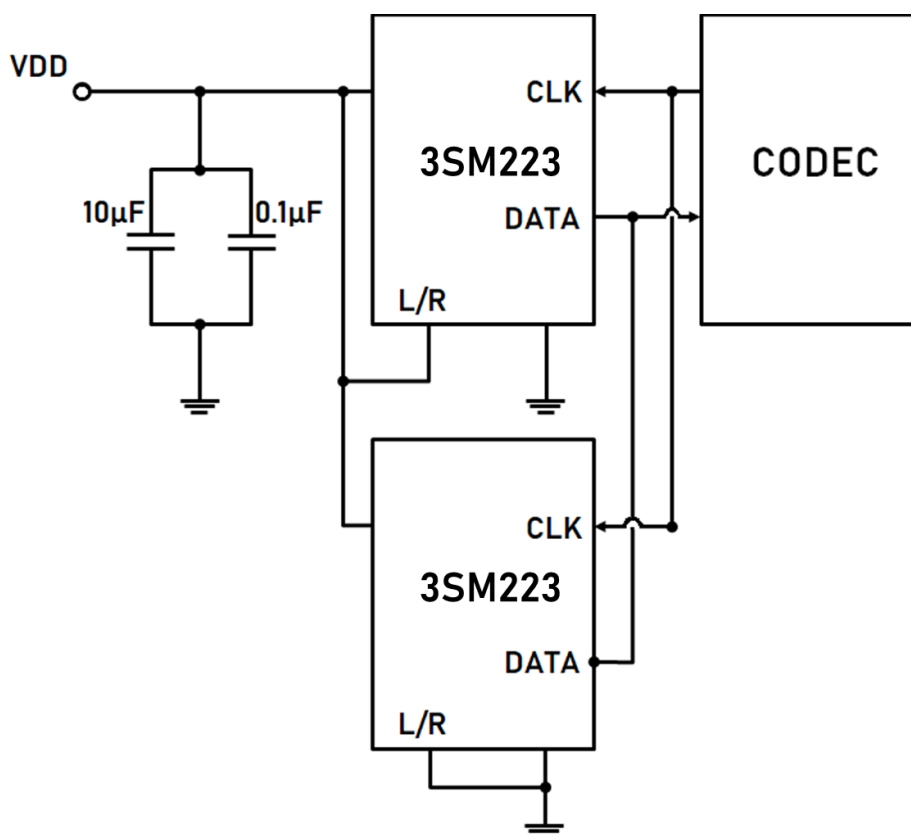 VDD
10µF
0.1µF
CLK
3SM223
DATA
L/R
CODEC
CLK
3SM223
DATA
L/R